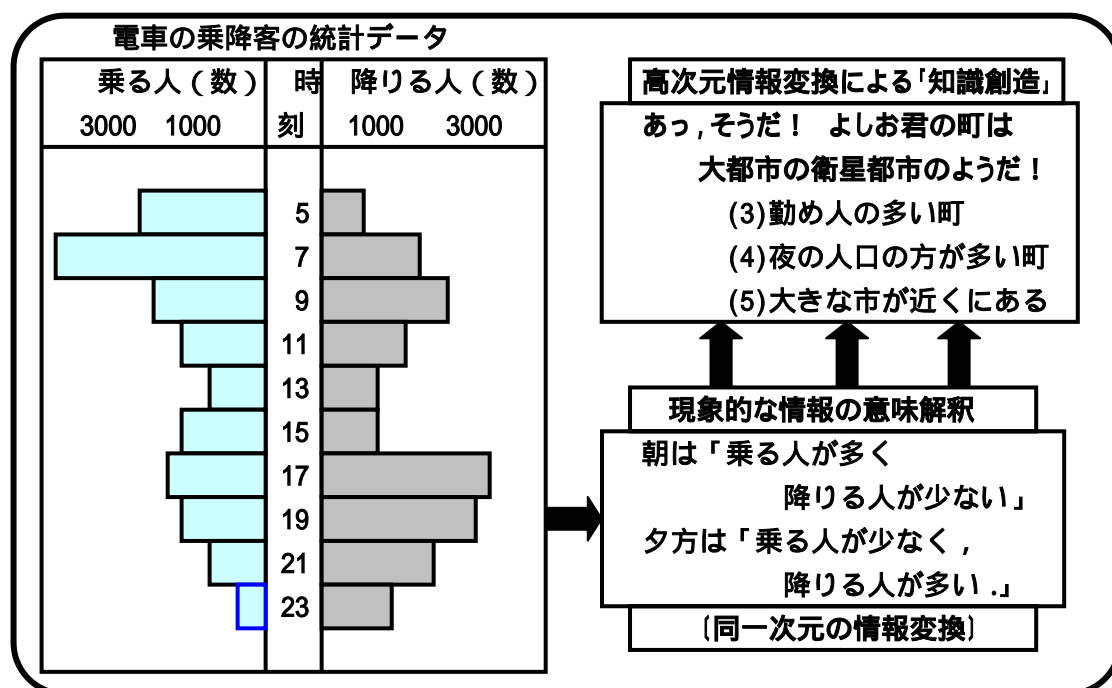 電車の乗降客の統計データ
乗る人（数） 時 降りる人（数）
3000 1000 刻 1000 3000
5
7
9
11
13
15
17
19
21
23
高次元情報変換による「知識創造」
あっ，そうだ！ よしお君の町は
大都市の衛星都市のようだ！
(3)勤め人の多い町
(4)夜の人口の方が多い町
(5)大きな市が近くにある
現象的な情報の意味解釈
朝は「乗る人が多く
降りる人が少ない」
夕方は「乗る人が少なく，
降りる人が多い．」
〔同一次元の情報変換〕